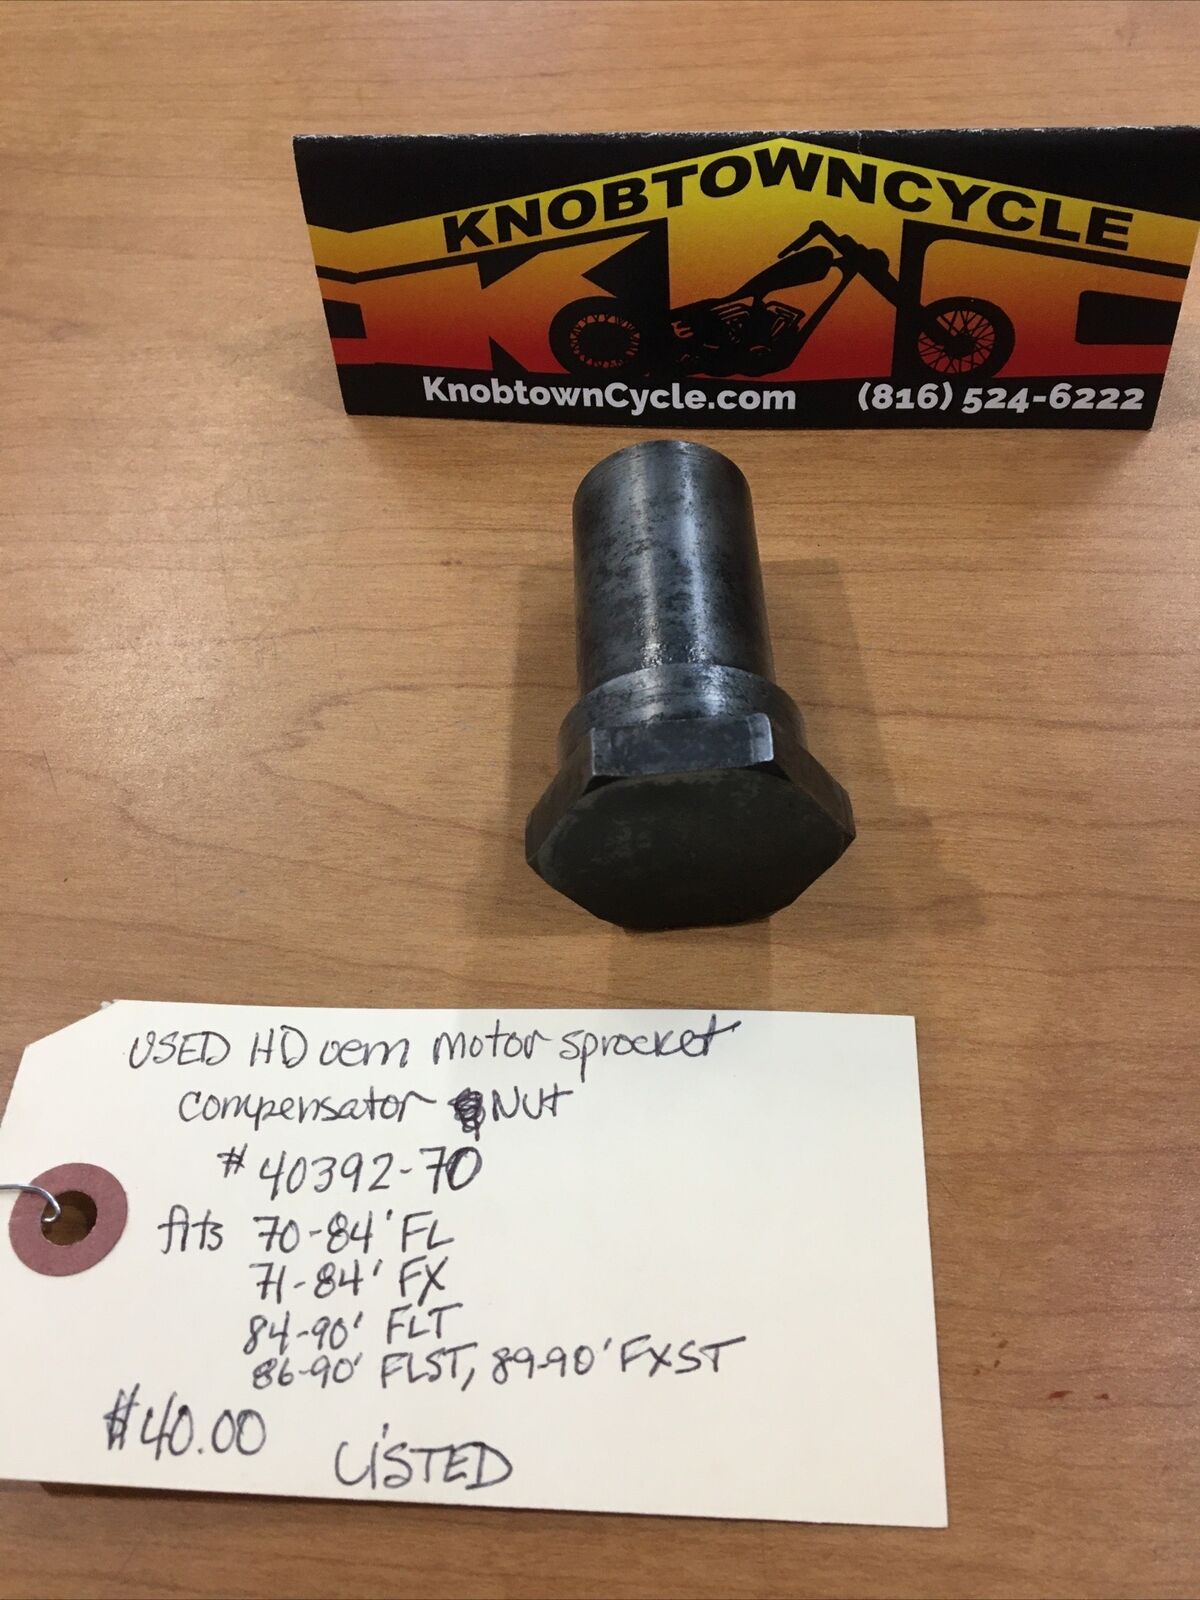 KNOBTOWNCYCLE
KC
KnobtownCycle.com (816) 524-6222
USED HD oem motor sprocket
compensator Nut
# 40392-70
fits 70-84' FL
71-84' FX
84-90' FLT
86-90' FLST, 89-90' FXST
$40.00
LiSTED